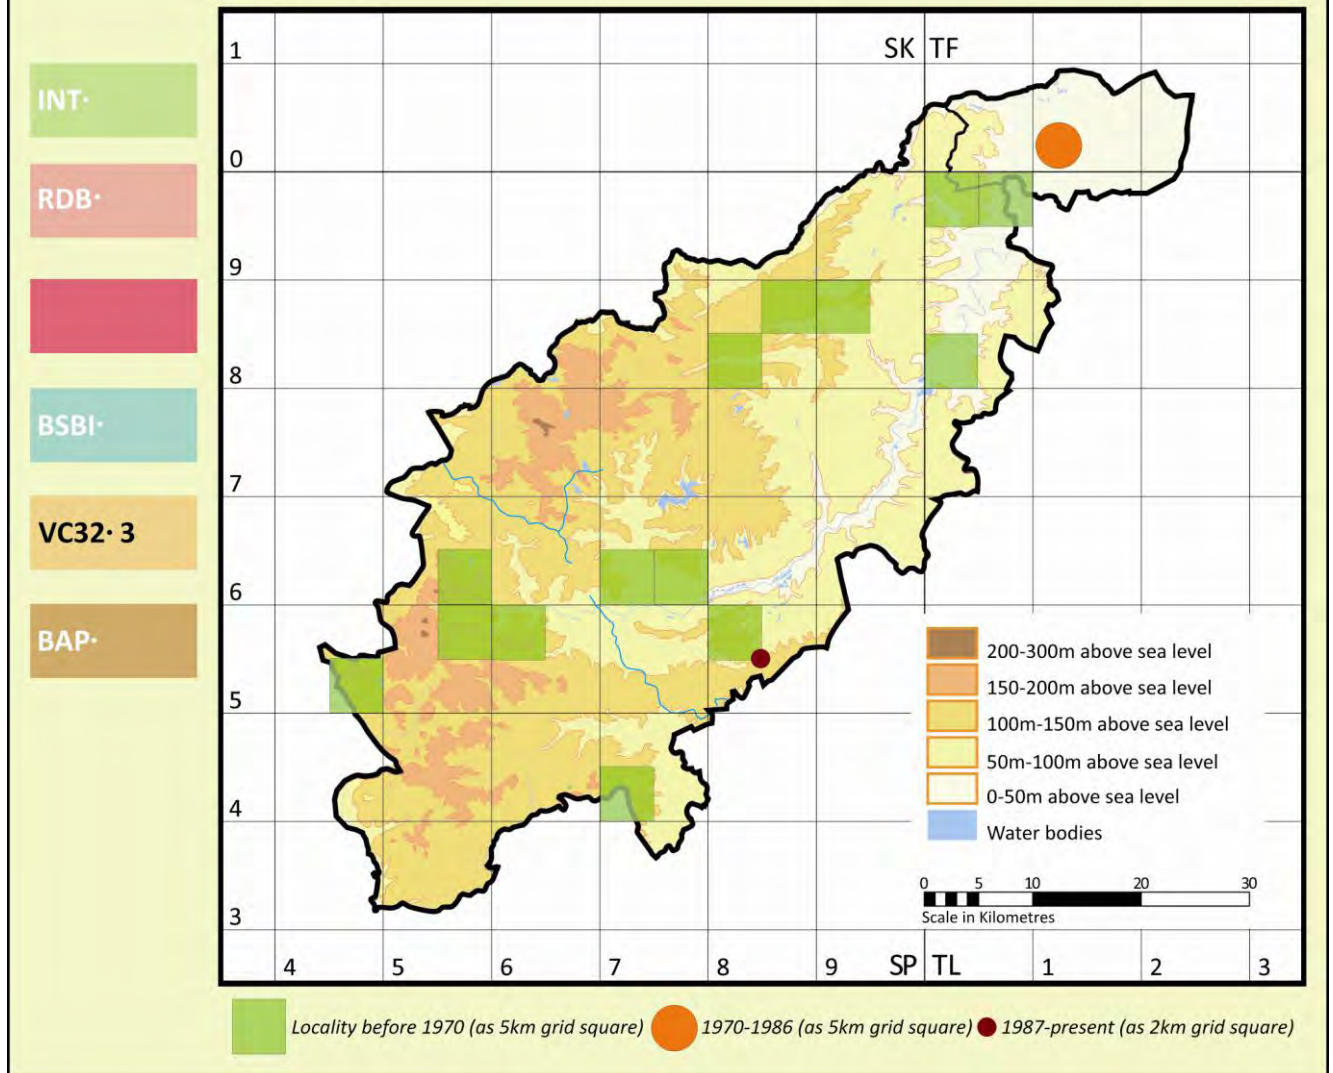 INT·
RDB·
BSBI·
VC32· 3
BAP·
1
SK TF
0
9
8
7
6
5
4
3
200-300m above sea level
150-200m above sea level
100m-150m above sea level
50m-100m above sea level
0-50m above sea level
Water bodies
0 5 10 20 30
Scale in Kilometres
4 5 6 7 8 9 SP TL 1 2 3
Locality before 1970 (as 5km grid square) 1970-1986 (as 5km grid square) 1987-present (as 2km grid square)